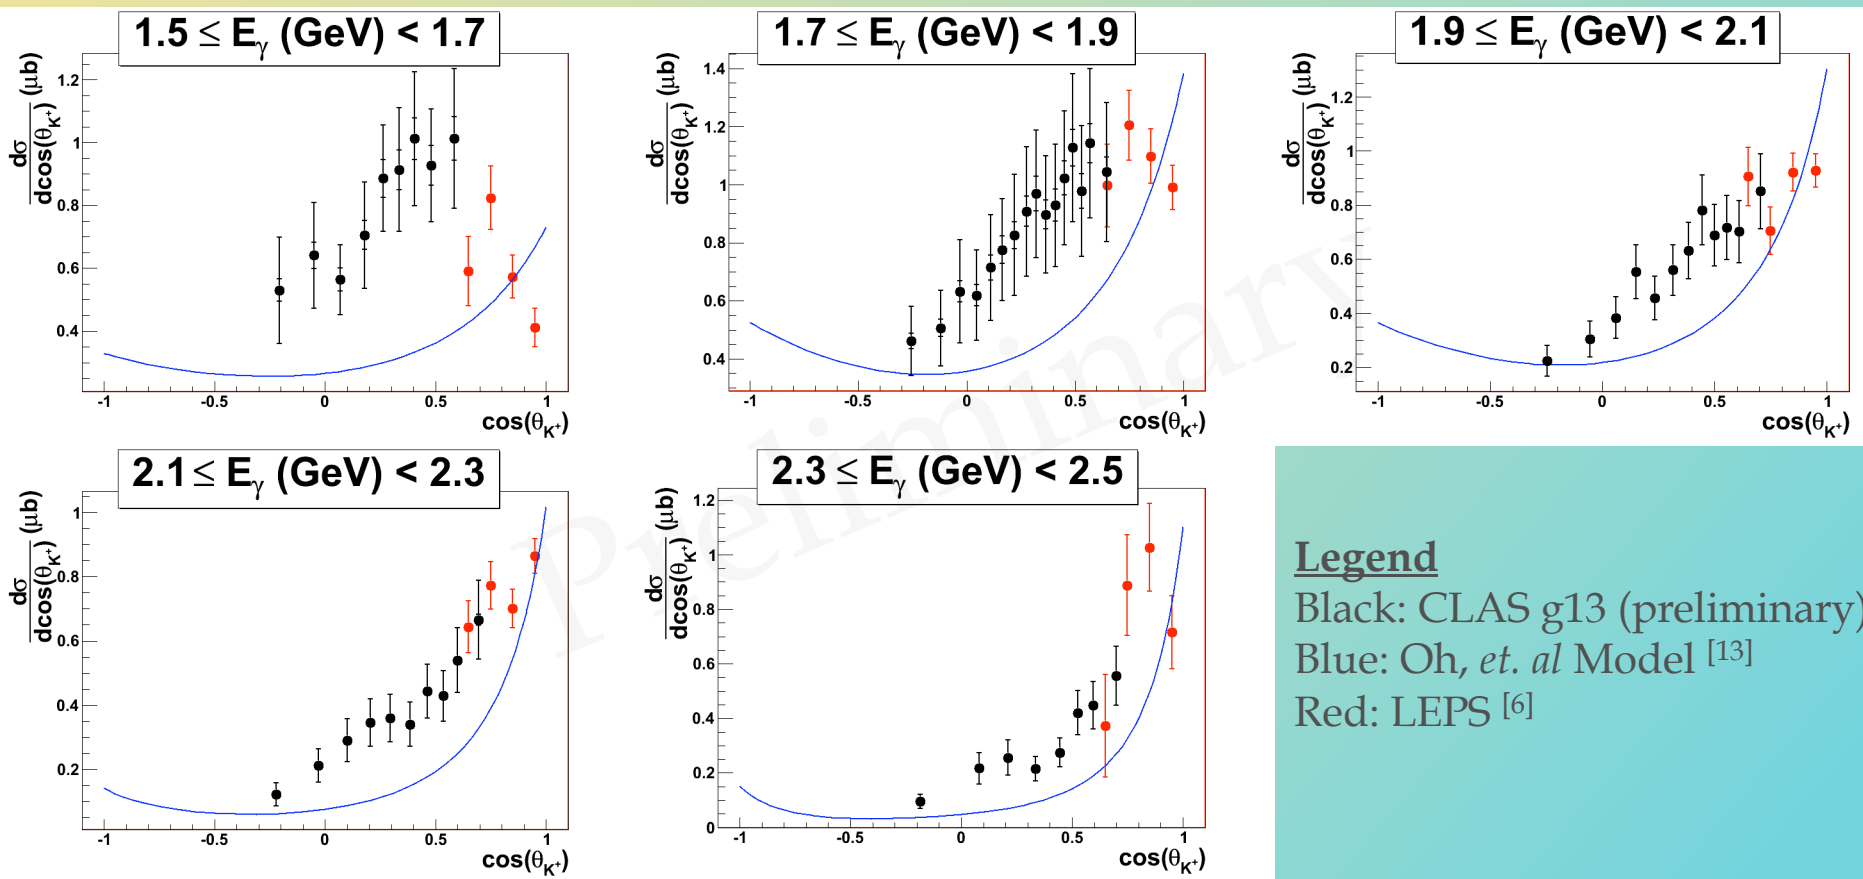 1.5 ≤ Eγ (GeV) < 1.7
dσ
dcos(θK+) (μb)
1.2
1
0.8
0.6
0.4
-1 -0.5 0 0.5 1
cos(θK+)
1.7 ≤ Eγ (GeV) < 1.9
dσ
dcos(θK+) (μb)
1.4
1.2
1
0.8
0.6
0.4
-1 -0.5 0 0.5 1
cos(θK+)
1.9 ≤ Eγ (GeV) < 2.1
dσ
dcos(θK+) (μb)
1.2
1
0.8
0.6
0.4
0.2
-1 -0.5 0 0.5 1
cos(θK+)
Preliminary
2.1 ≤ Eγ (GeV) < 2.3
dσ
dcos(θK+) (μb)
1
0.8
0.6
0.4
0.2
-1 -0.5 0 0.5 1
cos(θK+)
2.3 ≤ Eγ (GeV) < 2.5
dσ
dcos(θK+) (μb)
1.2
1
0.8
0.6
0.4
0.2
0
-1 -0.5 0 0.5 1
cos(θK+)
Legend
Black: CLAS g13 (preliminary)
Blue: Oh, et. al Model [13]
Red: LEPS [6]